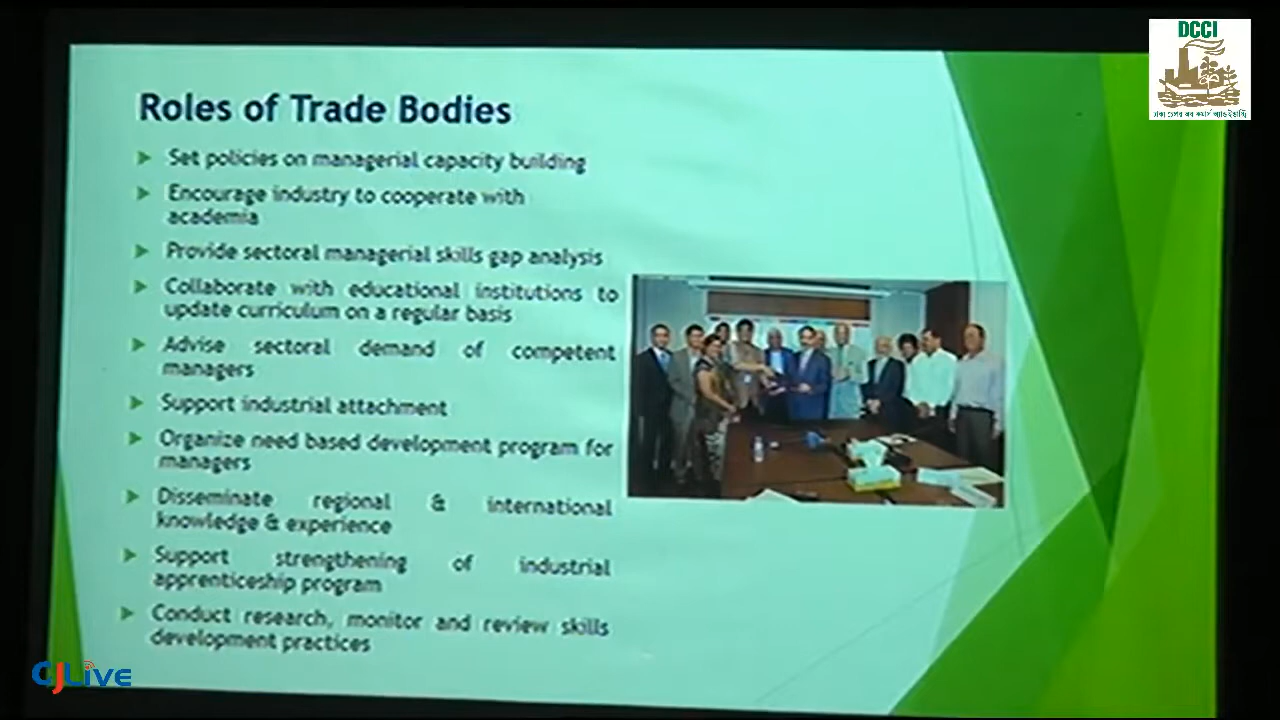 DCCI
ঢাকা চেম্বার অব কমার্স অ্যান্ড ইন্ডাস্ট্রি
Roles of Trade Bodies
Set policies on managerial capacity building
Encourage industry to cooperate with
academia
Provide sectoral managerial skills gap analysis
Collaborate with educational institutions to
update curriculum on a regular basis
Advise sectoral demand of competent
managers
Support industrial attachment
Organize need based development program for
managers
Disseminate regional & international
knowledge & experience
Support strengthening of industrial
apprenticeship program
Conduct research, monitor and review skills
development practices
CJLive